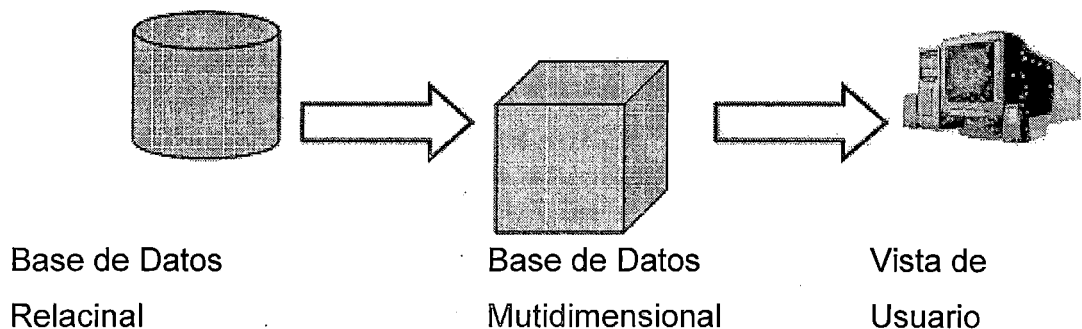 Base de Datos
Relacinal
Base de Datos
Mutidimensional
Vista de
Usuario